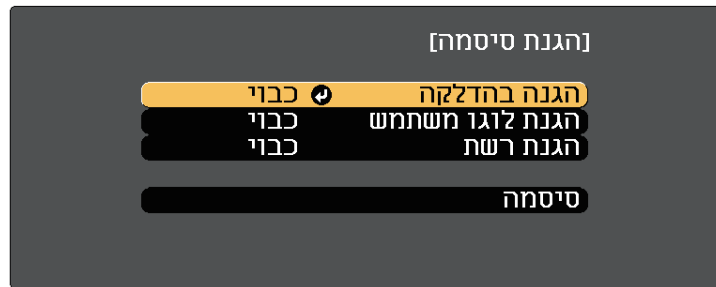 [הגנת סיסמה]
הגנה בהדלקה כבוי
הגנת לוגו משתמש כבוי
הגנת רשת כבוי
סיסמה